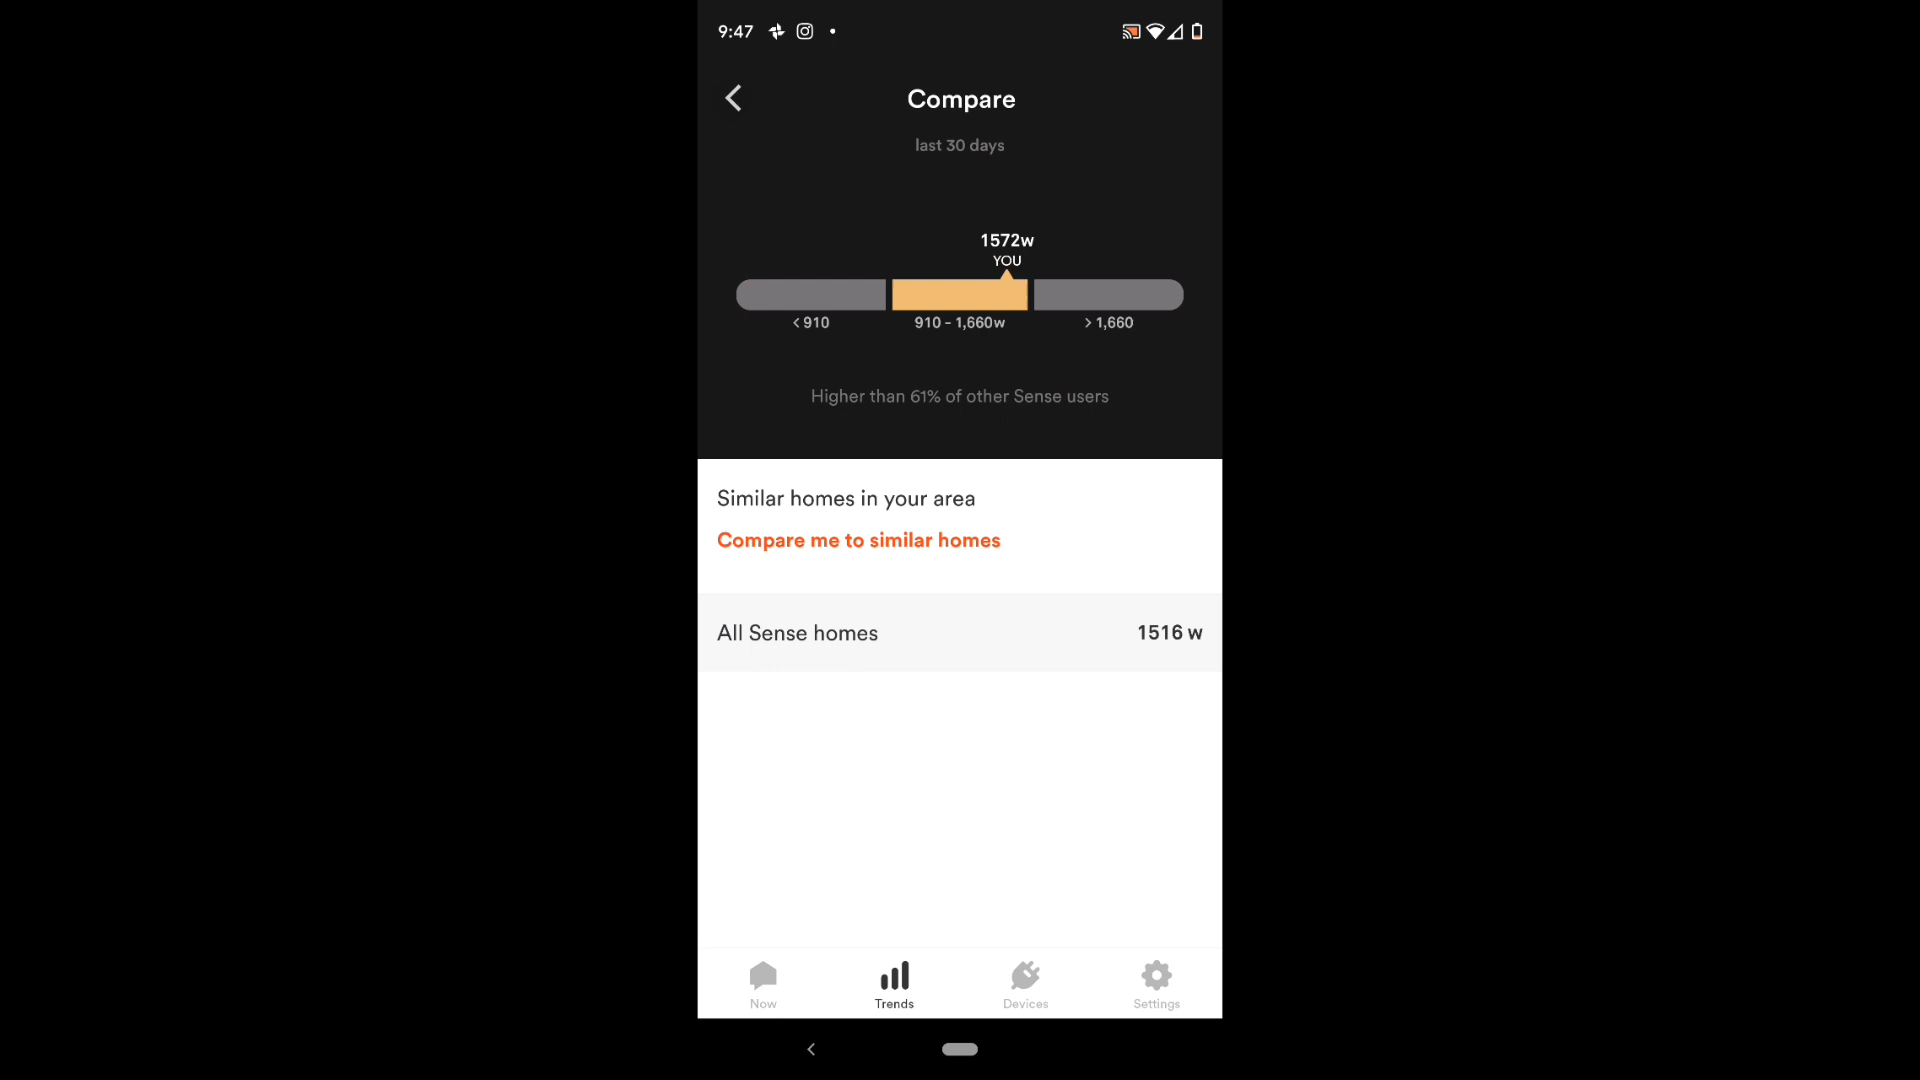 9:47
Compare
last 30 days
1572w
YOU
< 910
910 - 1,660w
> 1,660
Higher than 61% of other Sense users
Similar homes in your area
Compare me to similar homes
All Sense homes
1516 w
Now
Trends
Devices
Settings